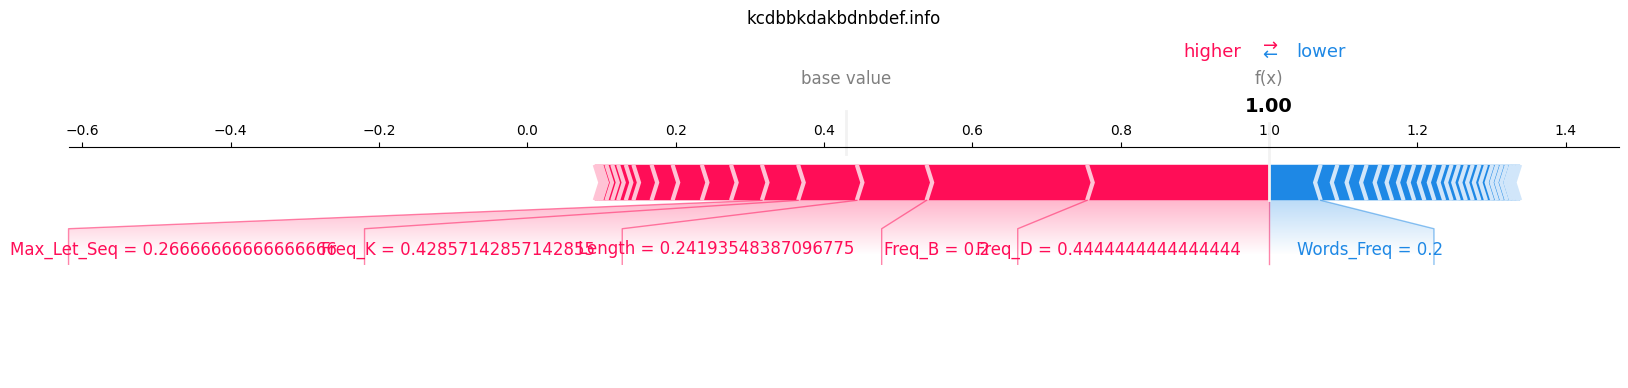 kcdbbkdakbdnbdef.info
higher ⇄ lower
base value
f(x)
1.00
−0.6 −0.4 −0.2 0.0 0.2 0.4 0.6 0.8 1.0 1.2 1.4
Max_Let_Seq = 0.26666666666666666 Freq_K = 0.42857142857142855 Length = 0.24193548387096775 Freq_B = 0.2 Freq_D = 0.4444444444444444 Words_Freq = 0.2